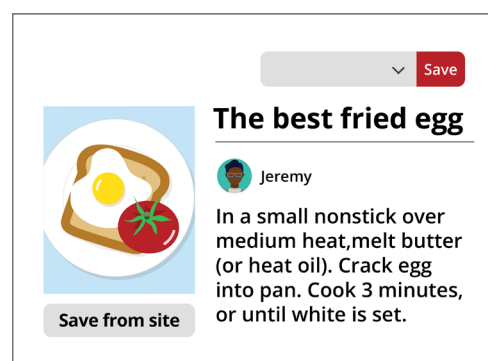 Save
The best fried egg
Jeremy
In a small nonstick over
medium heat,melt butter
(or heat oil). Crack egg
into pan. Cook 3 minutes,
or until white is set.
Save from site